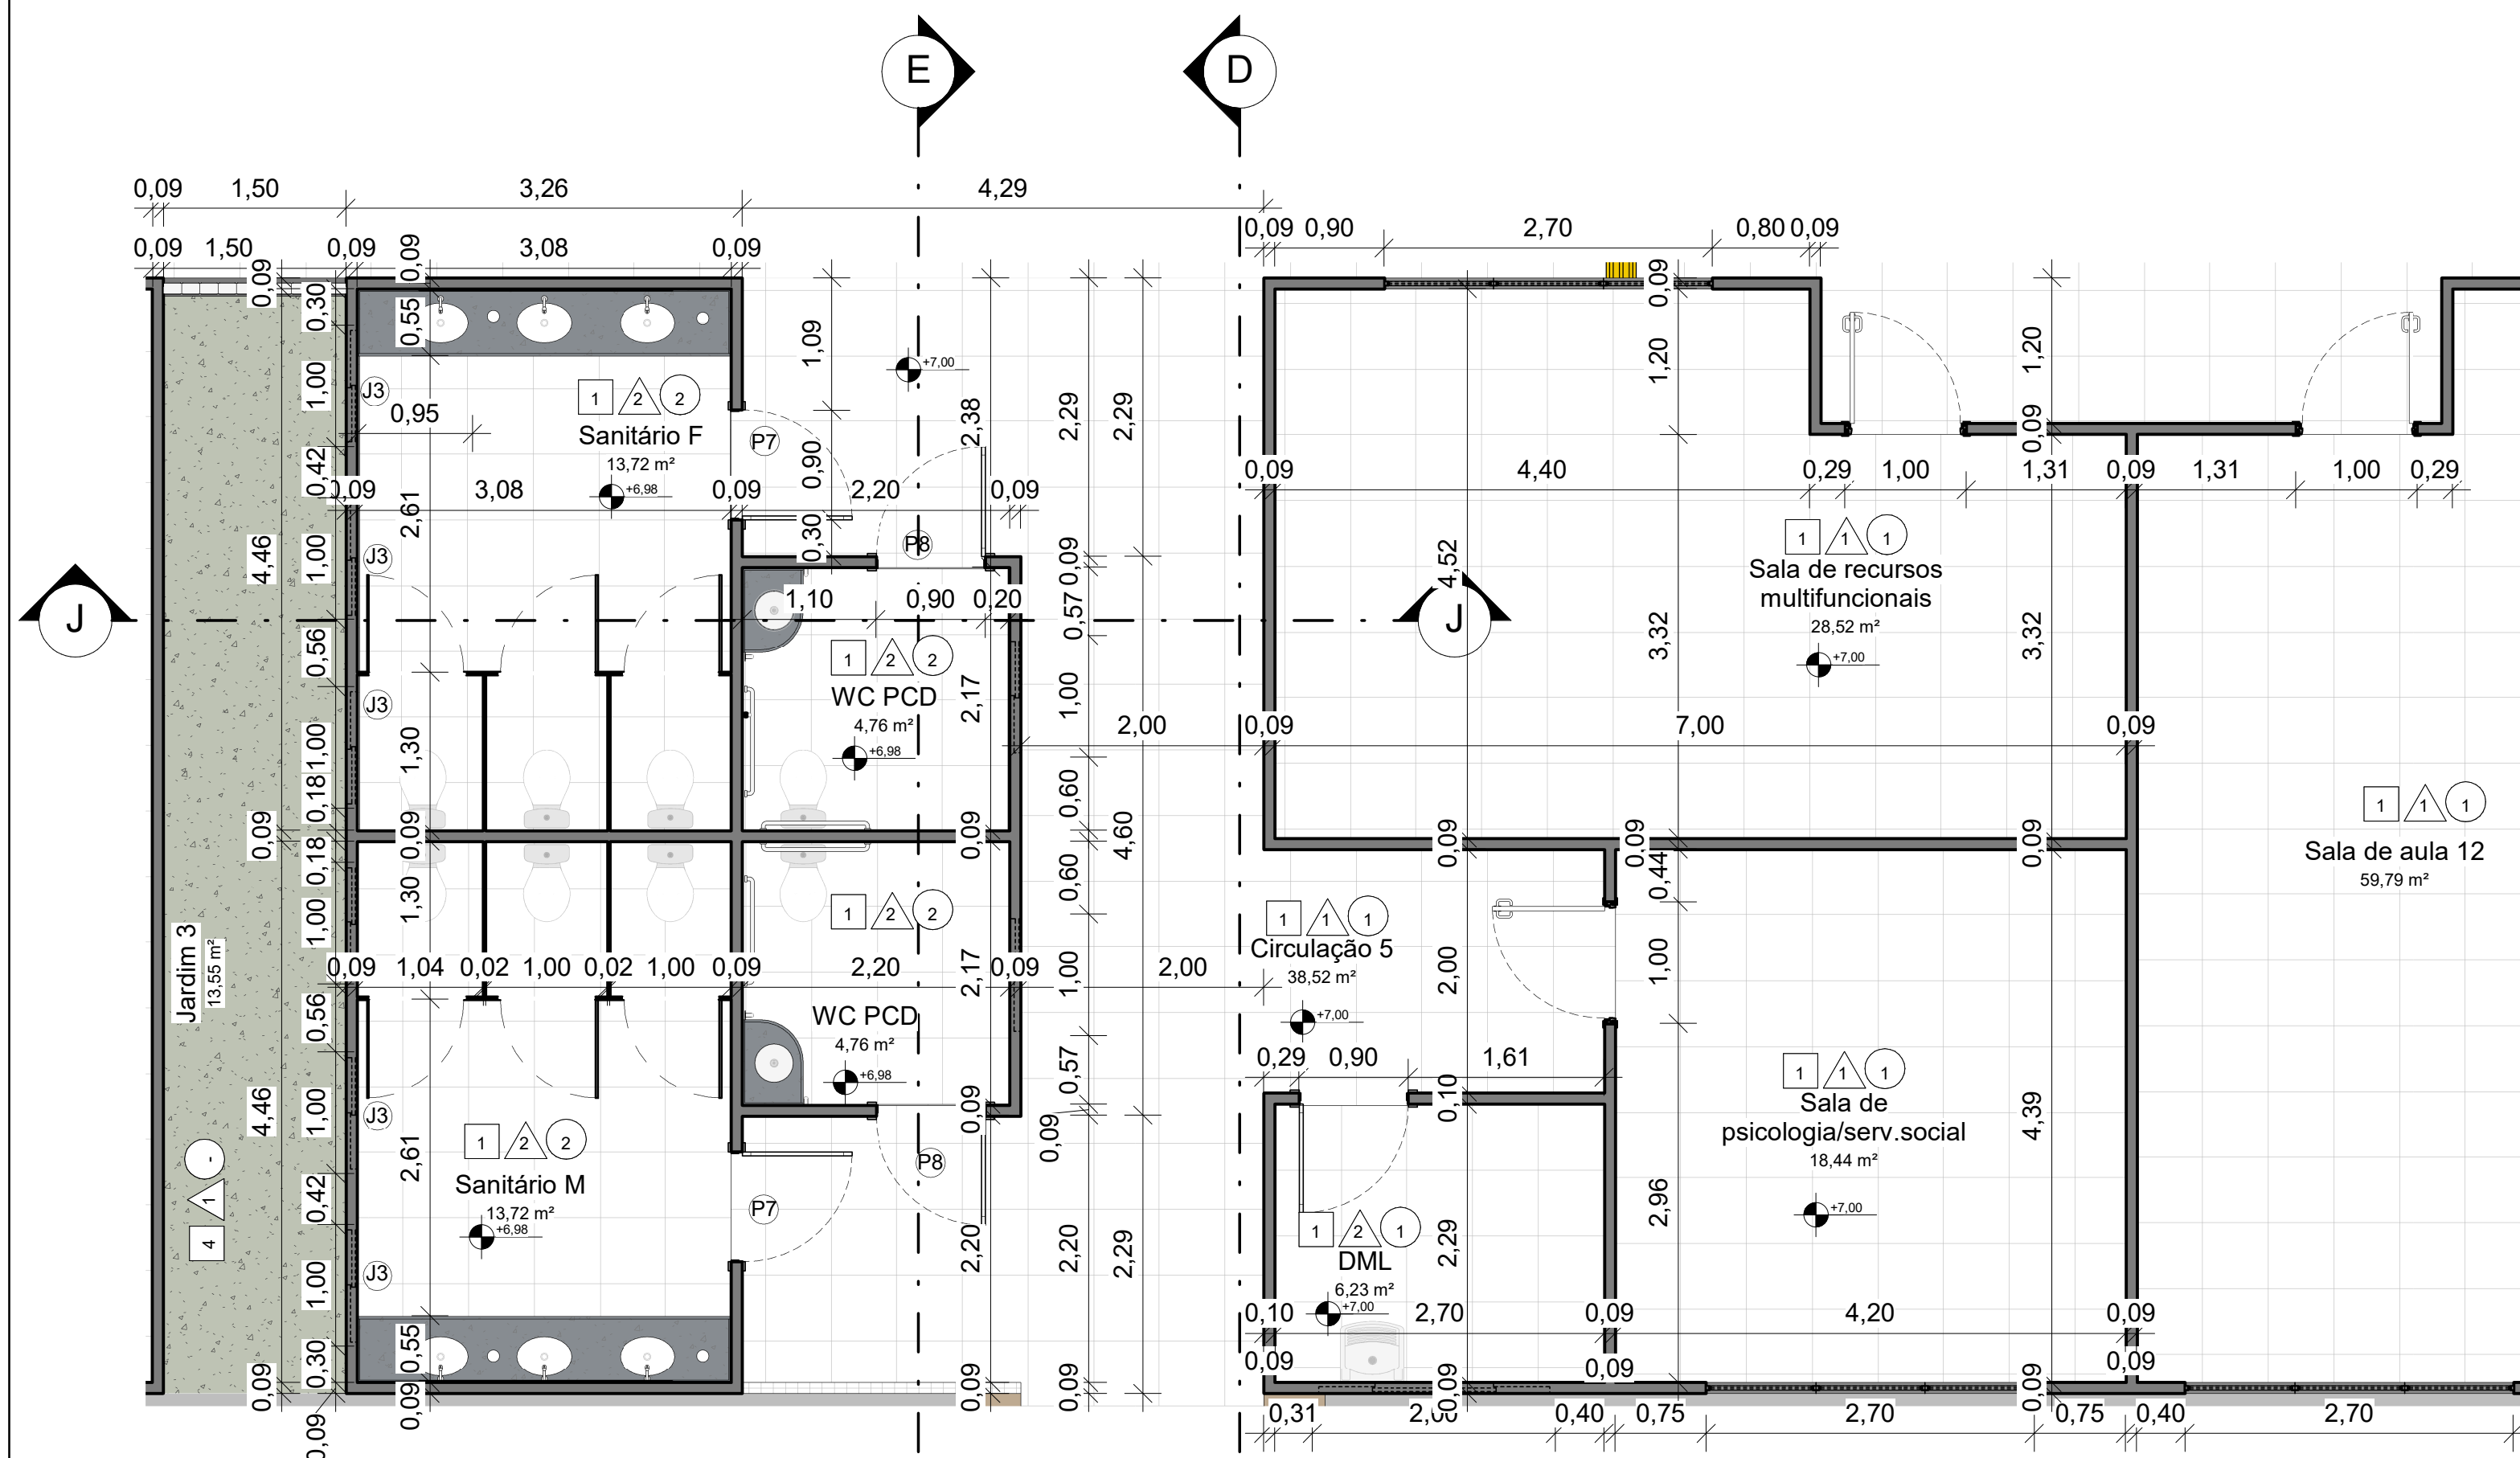 E
D
0,09 1,50 3,26 4,29
0,09 0,90 2,70 0,80 0,09
0,09 1,50 0,09 0,09 3,08 0,09
0,09 0,30 0,55 1,09 +7,00 0,09
1,20 1,20
1,00 J3 1 2 2
0,95 Sanitário F P7 2,38 2,29 2,29 0,09
13,72 m²
0,42 0,90 0,09 4,40 0,29 1,00 1,31 0,09 1,31 1,00 0,29
0,09 3,08 +6,98 0,09 2,20 0,09
2,61
4,46 1,00 J3 0,30 P8 0,09 4,52 1 1 1
Sala de recursos
multifuncionais
28,52 m²
+7,00
J 1,10 0,90 0,20 0,57 J
0,56 1 2 2 3,32 3,32
J3 WC PCD 2,17 1,00
4,76 m²
+6,98
1,00 1,30 2,00 0,09 7,00 0,09
0,18 0,60
0,09 0,09 0,09 4,60 0,09 0,09 0,09
1 1 1
Sala de aula 12
59,79 m²
0,18 0,60 0,44
1,30 1 2 2
1,00 1 1 1
Circulação 5
38,52 m²
+7,00
Jardim 3
13,55 m²
0,09 1,04 0,02 1,00 0,02 1,00 0,09 2,20 2,17 0,09 1,00 2,00 2,00 1,00
0,56 WC PCD
4,76 m²
+6,98
0,57 0,29 0,90 1,61
4,46 1,00 J3 0,09 0,09 0,10 4,39
1 1 1
Sala de
psicologia/serv.social
18,44 m²
+7,00
- 1 4
2,61 1 2 2 P8
Sanitário M
13,72 m²
+6,98
0,42 P7 2,96
1 2 1
DML
6,23 m²
+7,00
2,20 2,20 2,29 2,29
1,00 J3
0,10 2,70 0,09 4,20 0,09
0,30 0,55 0,09 0,09 0,09
0,09 0,09 0,09 0,09 0,09 0,09 0,09
0,31 0,40 0,75 2,70 0,75 0,40 2,70